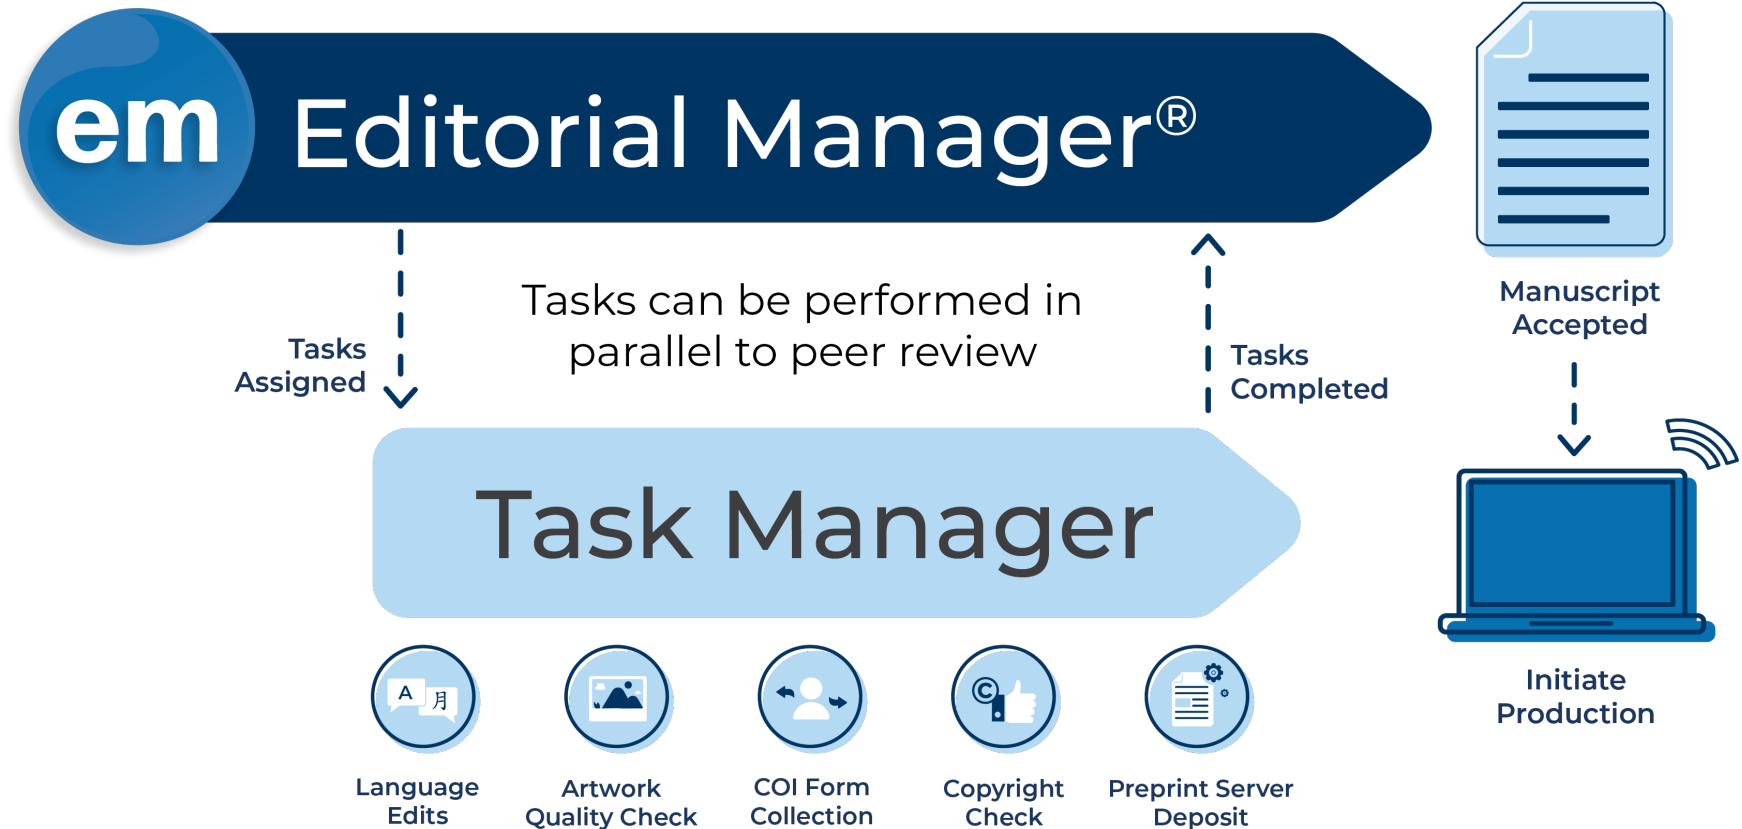 em
Editorial Manager®
Tasks can be performed in
parallel to peer review
Tasks
Assigned
Tasks
Completed
Manuscript
Accepted
Task Manager
Initiate
Production
A
月
©
Language
Edits
Artwork
Quality Check
COI Form
Collection
Copyright
Check
Preprint Server
Deposit